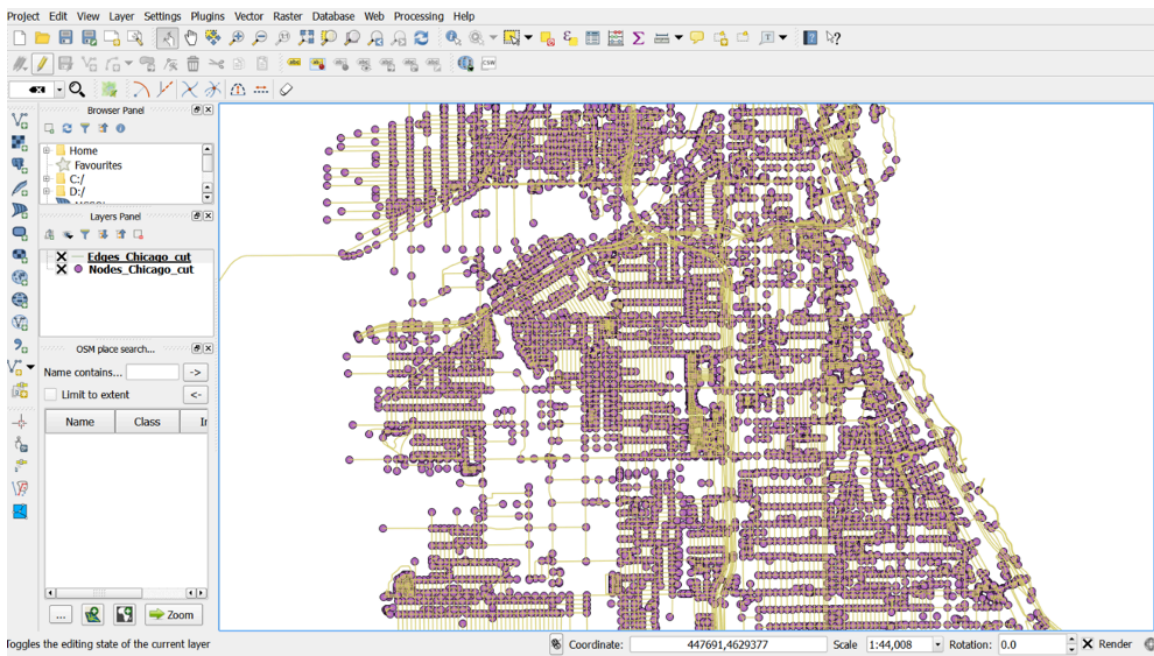 Project Edit View Layer Settings Plugins Vector Raster Database Web Processing Help
CSW
Browser Panel
Home
Favourites
C:/
D:/
Layers Panel
Edges_Chicago_cut
Nodes_Chicago_cut
OSM place search...
Name contains... ->
Limit to extent <-
Name Class
... Zoom
Toggles the editing state of the current layer Coordinate: 447691,4629377 Scale 1:44,008 Rotation: 0.0 Render